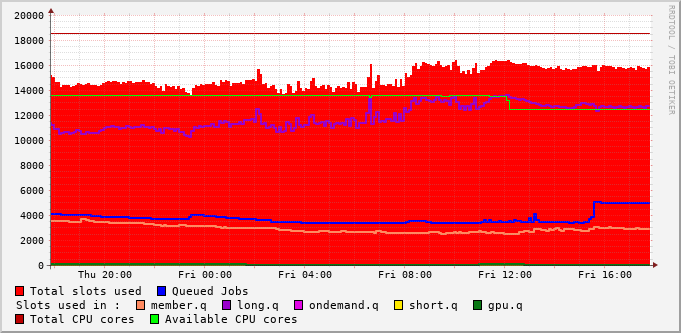 20000
18000
16000
14000
12000
10000
8000
6000
4000
2000
0
Thu 20:00 Fri 00:00 Fri 04:00 Fri 08:00 Fri 12:00 Fri 16:00
Total slots used Queued Jobs
Slots used in : member.q long.q ondemand.q short.q gpu.q
Total CPU cores Available CPU cores
RRDTOOL / TOBI OETIKER